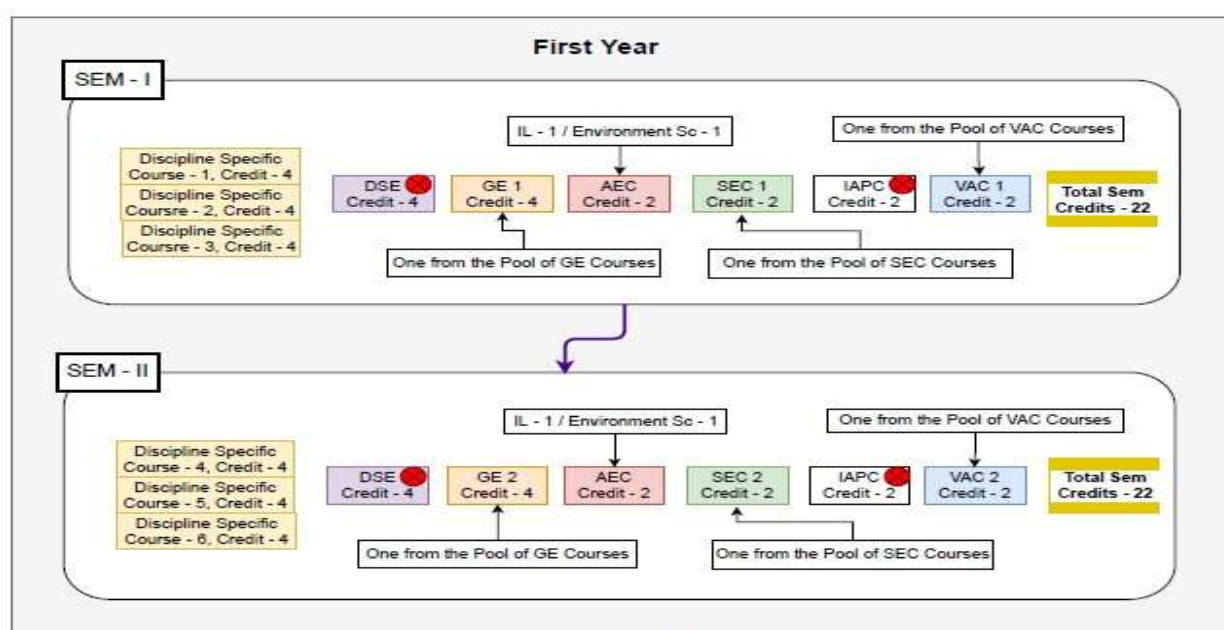 First Year
SEM - I
IL - 1 / Environment Sc - 1
One from the Pool of VAC Courses
Discipline Specific
Course - 1, Credit - 4
Discipline Specific
Coursre - 2, Credit - 4
Discipline Specific
Coursre - 3, Credit - 4
DSE
Credit - 4
GE 1
Credit - 4
AEC
Credit - 2
SEC 1
Credit - 2
IAPC
Credit - 2
VAC 1
Credit - 2
Total Sem
Credits - 22
One from the Pool of GE Courses
One from the Pool of SEC Courses
SEM - II
IL - 1 / Environment Sc - 1
One from the Pool of VAC Courses
Discipline Specific
Course - 4, Credit - 4
Discipline Specific
Course - 5, Credit - 4
Discipline Specific
Course - 6, Credit - 4
DSE
Credit - 4
GE 2
Credit - 4
AEC
Credit - 2
SEC 2
Credit - 2
IAPC
Credit - 2
VAC 2
Credit - 2
Total Sem
Credits - 22
One from the Pool of GE Courses
One from the Pool of SEC Courses